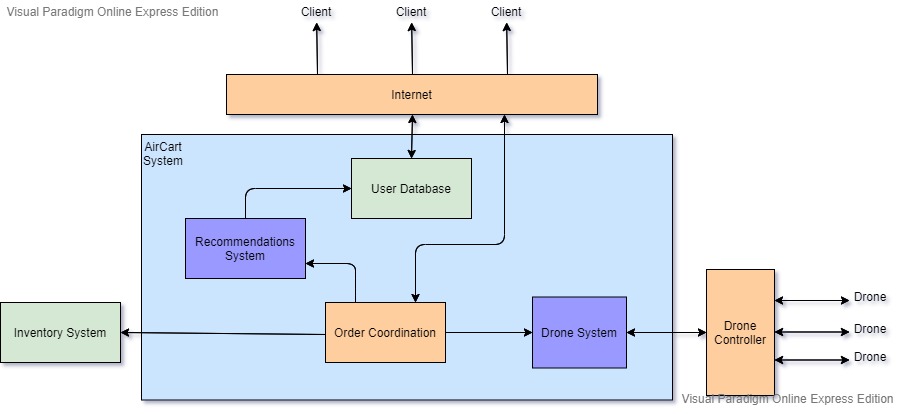 Visual Paradigm Online Express Edition
Client
Client
Client
Internet
AirCart
System
User Database
Recommendations
System
Inventory System
Order Coordination
Drone System
Drone
Controller
Drone
Drone
Drone
Visual Paradigm Online Express Edition